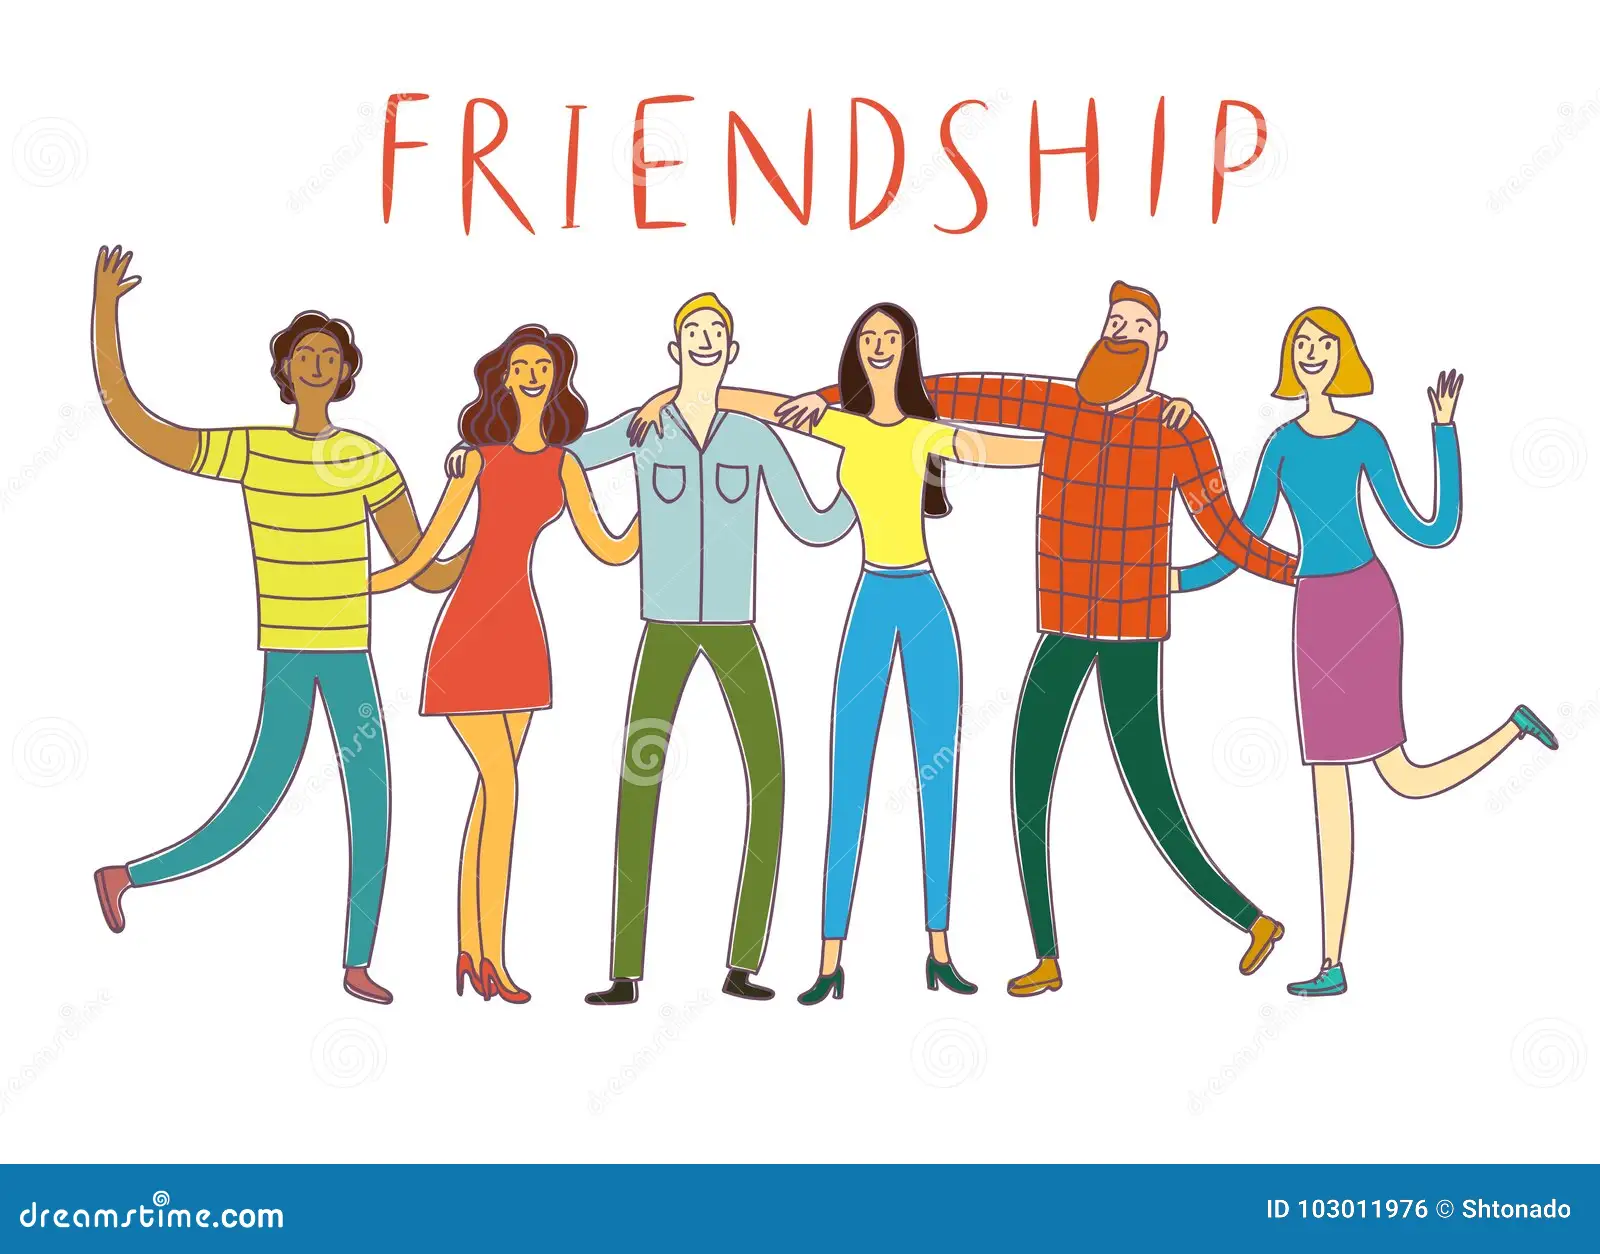 FRIENDSHIP
dreamstime.com
ID 103011976 © Shtonado